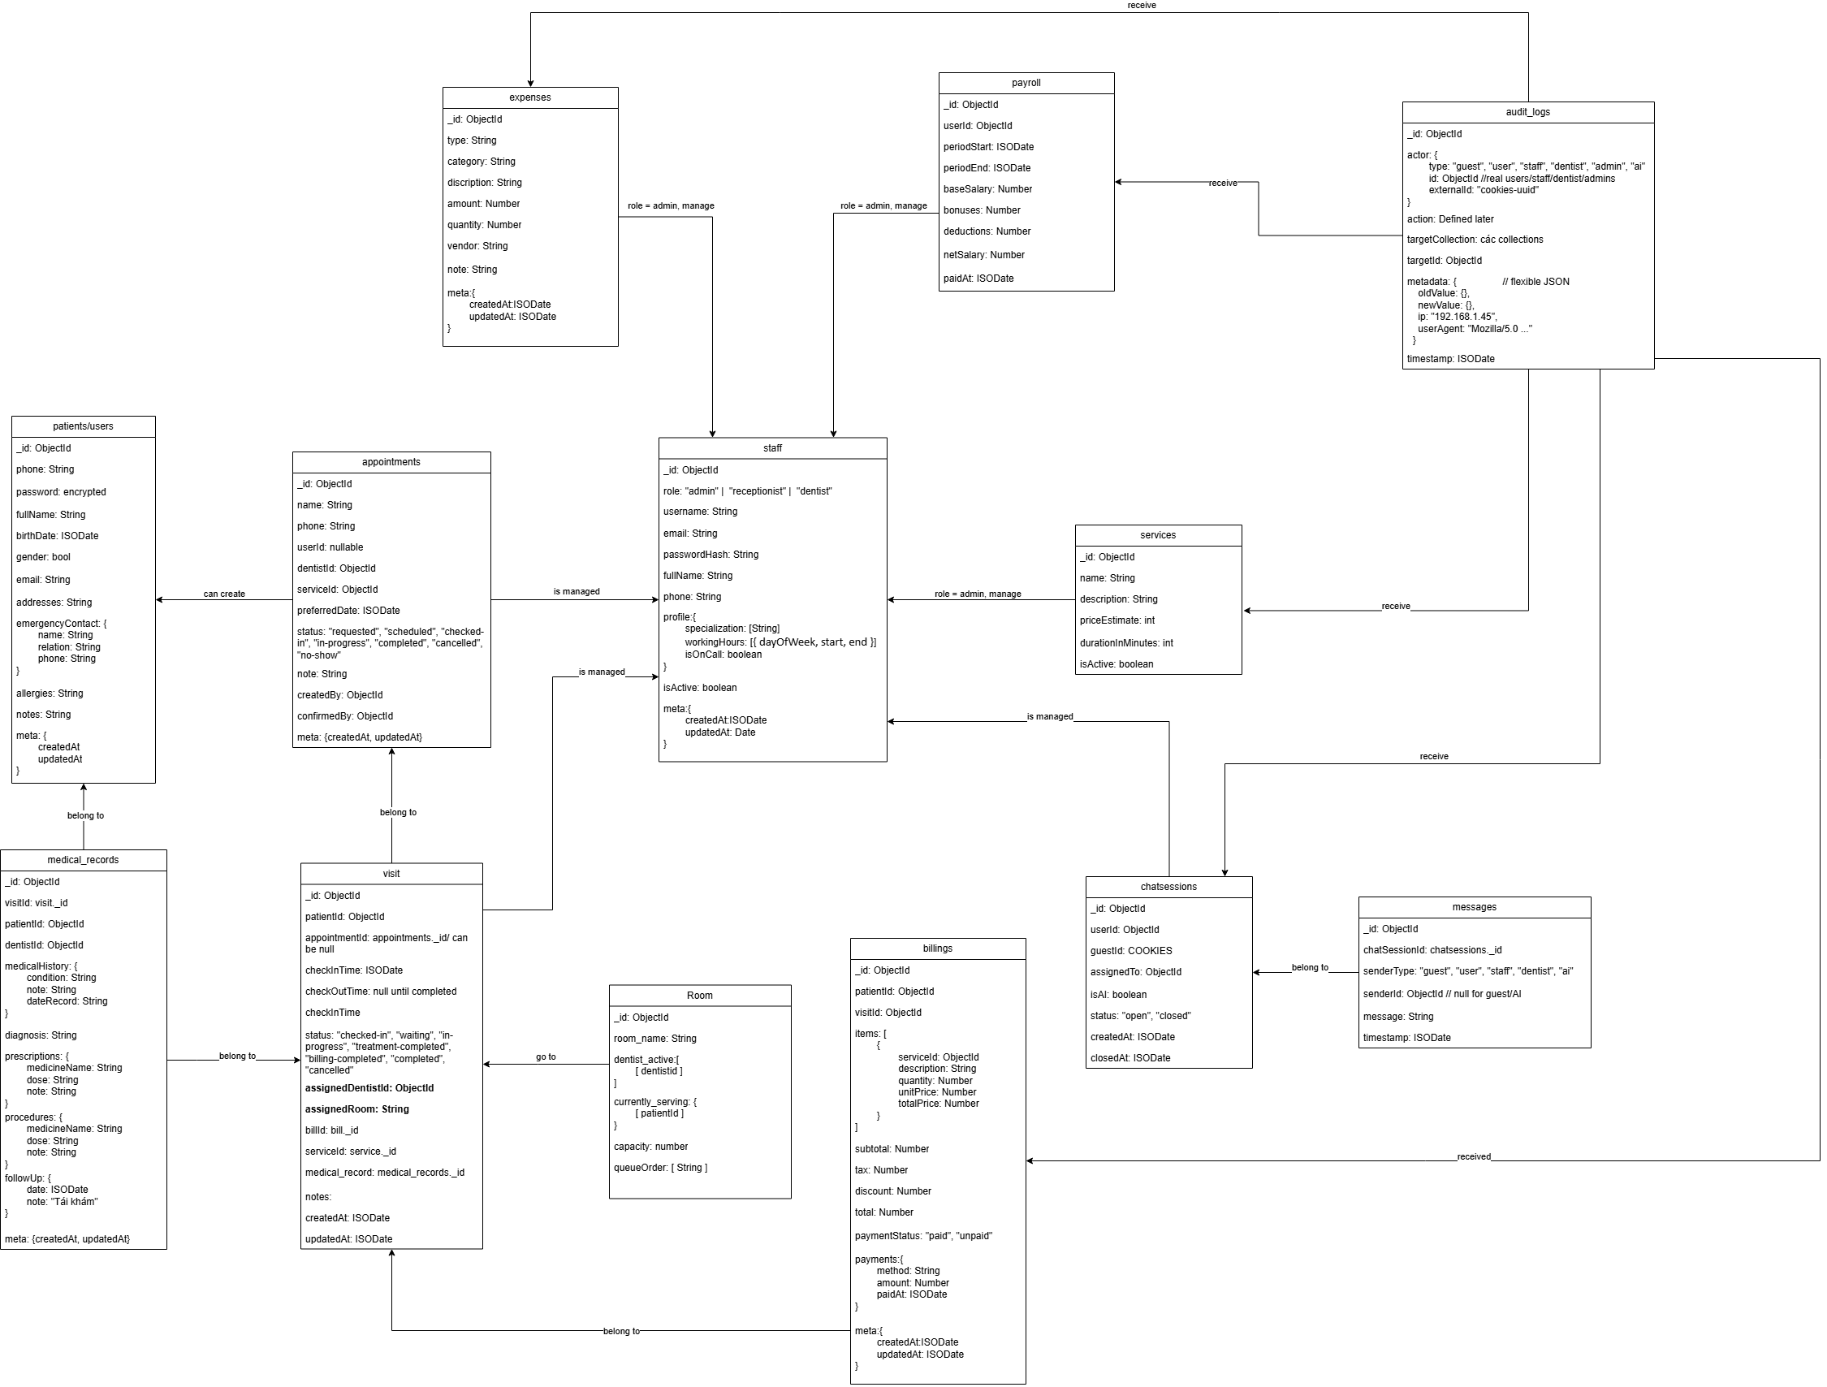 receive
expenses
_id: ObjectId
type: String
category: String
discription: String
amount: Number
quantity: Number
vendor: String
note: String
meta:{
createdAt:ISODate
updatedAt: ISODate
}
role = admin, manage
payroll
_id: ObjectId
userId: ObjectId
periodStart: ISODate
periodEnd: ISODate
baseSalary: Number
bonuses: Number
deductions: Number
netSalary: Number
paidAt: ISODate
role = admin, manage
receive
audit_logs
_id: ObjectId
actor: {
type: "guest", "user", "staff", "dentist", "admin", "ai"
id: ObjectId //real users/staff/dentist/admins
externalId: "cookies-uuid"
}
action: Defined later
targetCollection: các collections
targetId: ObjectId
metadata: { // flexible JSON
oldValue: {},
newValue: {},
ip: "192.168.1.45",
userAgent: "Mozilla/5.0 ..."
}
timestamp: ISODate
patients/users
_id: ObjectId
phone: String
password: encrypted
fullName: String
birthDate: ISODate
gender: bool
email: String
addresses: String
emergencyContact: {
name: String
relation: String
phone: String
}
allergies: String
notes: String
meta: {
createdAt
updatedAt
}
can create
appointments
_id: ObjectId
name: String
phone: String
userId: nullable
dentistId: ObjectId
serviceId: ObjectId
preferredDate: ISODate
status: "requested", "scheduled", "checked-
in", "in-progress", "completed", "cancelled",
"no-show"
note: String
createdBy: ObjectId
confirmedBy: ObjectId
meta: {createdAt, updatedAt}
is managed
is managed
staff
_id: ObjectId
role: "admin" | "receptionist" | "dentist"
username: String
email: String
passwordHash: String
fullName: String
phone: String
profile:{
specialization: [String]
workingHours: [{ dayOfWeek, start, end }]
isOnCall: boolean
}
isActive: boolean
meta:{
createdAt:ISODate
updatedAt: Date
}
role = admin, manage
services
_id: ObjectId
name: String
description: String
priceEstimate: int
durationInMinutes: int
isActive: boolean
receive
is managed
receive
belong to
belong to
medical_records
_id: ObjectId
visitId: visit._id
patientId: ObjectId
dentistId: ObjectId
medicalHistory: {
condition: String
note: String
dateRecord: String
}
diagnosis: String
prescriptions: {
medicineName: String
dose: String
note: String
}
procedures: {
medicineName: String
dose: String
note: String
}
followUp: {
date: ISODate
note: "Tái khám"
}
meta: {createdAt, updatedAt}
belong to
visit
_id: ObjectId
patientId: ObjectId
appointmentId: appointments._id/ can
be null
checkInTime: ISODate
checkOutTime: null until completed
checkInTime
status: "checked-in", "waiting", "in-
progress", "treatment-completed",
"billing-completed", "completed",
"cancelled"
assignedDentistId: ObjectId
assignedRoom: String
billId: bill._id
serviceId: service._id
medical_record: medical_records._id
notes:
createdAt: ISODate
updatedAt: ISODate
go to
Room
_id: ObjectId
room_name: String
dentist_active:[
[ dentistid ]
]
currently_serving: {
[ patientId ]
}
capacity: number
queueOrder: [ String ]
billings
_id: ObjectId
patientId: ObjectId
visitId: ObjectId
items: [
{
serviceId: ObjectId
description: String
quantity: Number
unitPrice: Number
totalPrice: Number
}
]
subtotal: Number
tax: Number
discount: Number
total: Number
paymentStatus: "paid", "unpaid"
payments:{
method: String
amount: Number
paidAt: ISODate
}
meta:{
createdAt:ISODate
updatedAt: ISODate
}
belong to
chatsessions
_id: ObjectId
userId: ObjectId
guestId: COOKIES
assignedTo: ObjectId
isAI: boolean
status: "open", "closed"
createdAt: ISODate
closedAt: ISODate
belong to
messages
_id: ObjectId
chatSessionId: chatsessions._id
senderType: "guest", "user", "staff", "dentist", "ai"
senderId: ObjectId // null for guest/AI
message: String
timestamp: ISODate
received